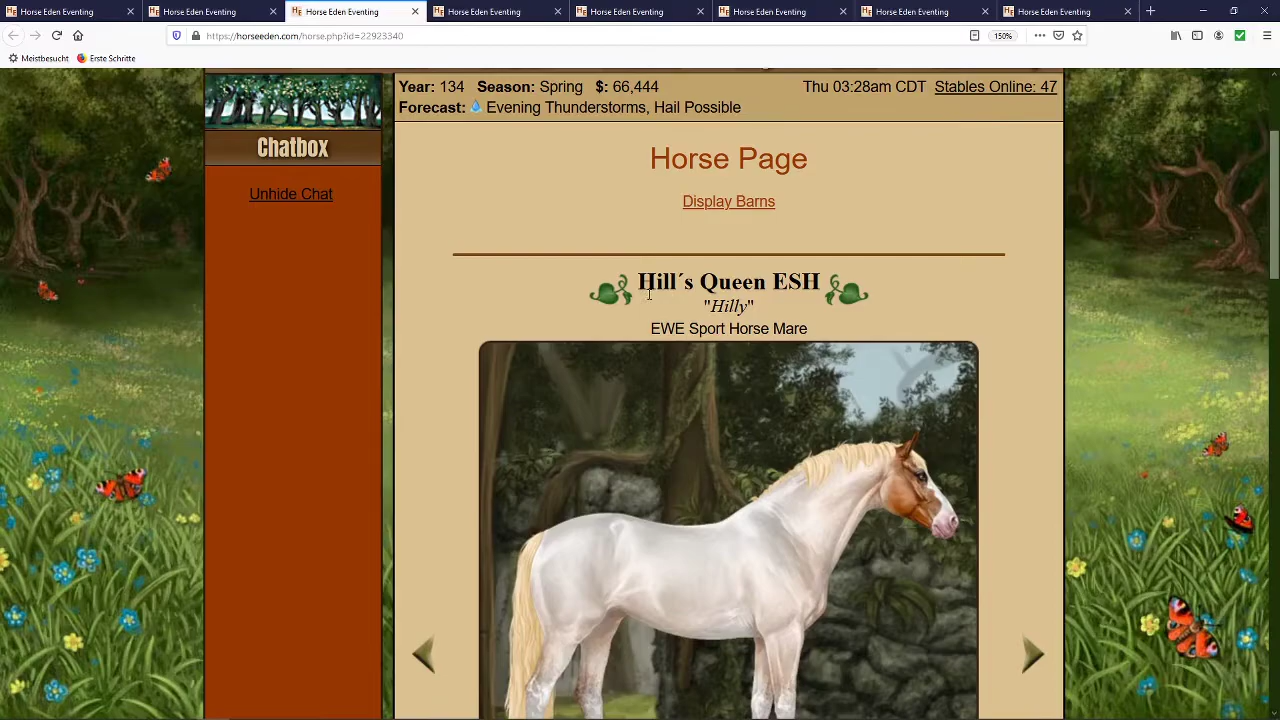 Horse Eden Eventing
Horse Eden Eventing
Horse Eden Eventing
Horse Eden Eventing
Horse Eden Eventing
Horse Eden Eventing
Horse Eden Eventing
Horse Eden Eventing
https://horseeden.com/horse.php?id=22923340
150%
Meistbesucht
Erste Schritte
Year: 134 Season: Spring $: 66,444
Thu 03:28am CDT Stables Online: 47
Forecast: Evening Thunderstorms, Hail Possible
Chatbox
Unhide Chat
Horse Page
Display Barns
Hill´s Queen ESH
"Hilly"
EWE Sport Horse Mare